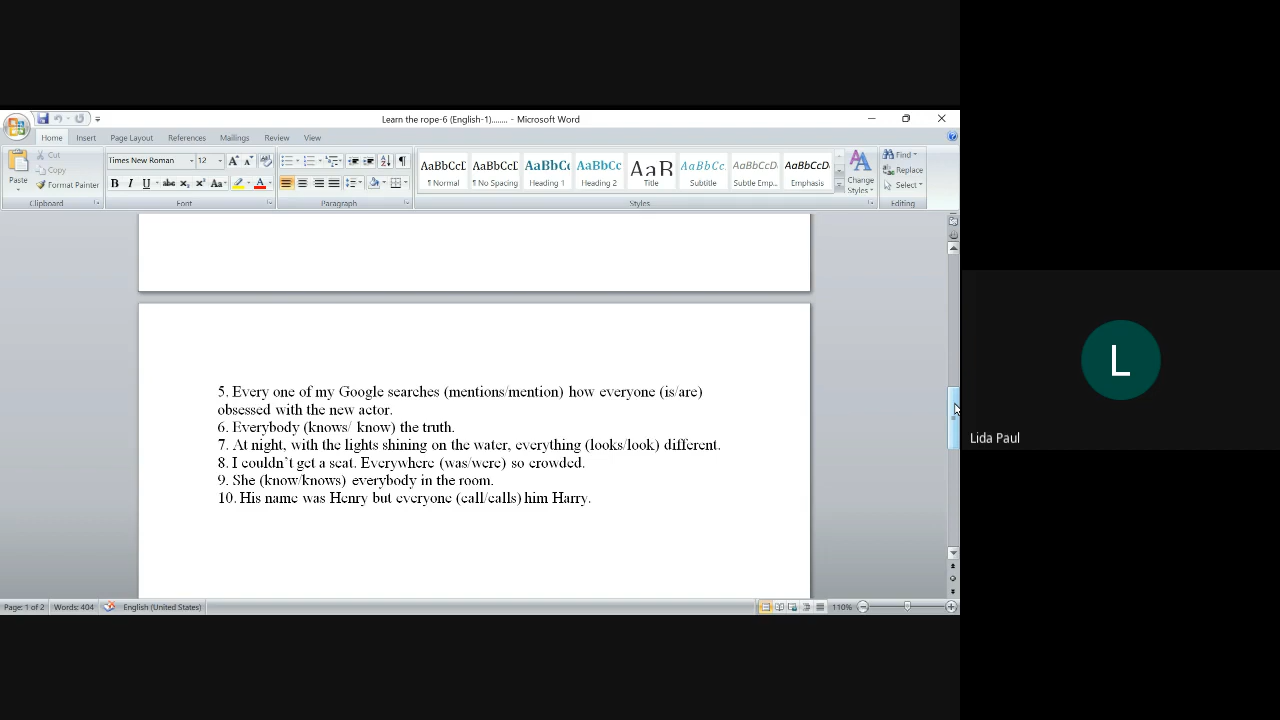 Learn the rope-6 (English-1)........ - Microsoft Word
Home Insert Page Layout References Mailings Review View
Paste
Cut
Copy
Format Painter
Clipboard
Times New Roman 12
Font
Paragraph
AaBbCcD AaBbCcD AaBbCc AaBbCc AaB AaBbCc. AaBbCcD AaBbCcD
¶ Normal ¶ No Spacing Heading 1 Heading 2 Title Subtitle Subtle Emp... Emphasis
Styles
Change Styles
Find
Replace
Select
Editing
5. Every one of my Google searches (mentions/mention) how everyone (is/are)
obsessed with the new actor.
6. Everybody (knows/ know) the truth.
7. At night, with the lights shining on the water, everything (looks/look) different.
8. I couldn’t get a seat. Everywhere (was/were) so crowded.
9. She (know/knows) everybody in the room.
10. His name was Henry but everyone (call/calls) him Harry.
Page: 1 of 2 Words: 404 English (United States) 110%
L
Lida Paul